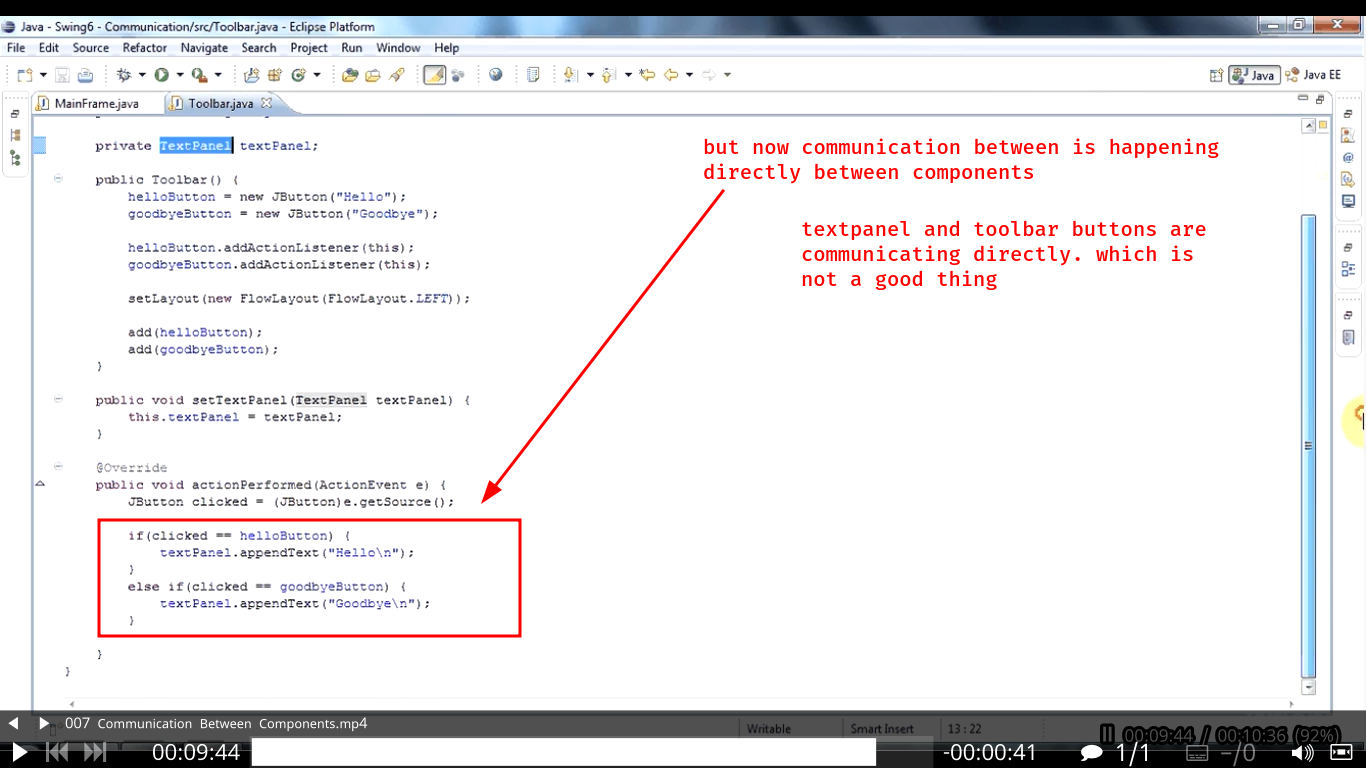 Java - Swing6 - Communication/src/Toolbar.java - Eclipse Platform
File Edit Source Refactor Navigate Search Project Run Window Help
Java Java EE
MainFrame.java Toolbar.java
private TextPanel textPanel;
public Toolbar() {
helloButton = new JButton("Hello");
goodbyeButton = new JButton("Goodbye");
helloButton.addActionListener(this);
goodbyeButton.addActionListener(this);
setLayout(new FlowLayout(FlowLayout.LEFT));
add(helloButton);
add(goodbyeButton);
}
public void setTextPanel(TextPanel textPanel) {
this.textPanel = textPanel;
}
@Override
public void actionPerformed(ActionEvent e) {
JButton clicked = (JButton)e.getSource();
if(clicked == helloButton) {
textPanel.appendText("Hello\n");
}
else if(clicked == goodbyeButton) {
textPanel.appendText("Goodbye\n");
}
}
}
but now communication between is happening
directly between components
textpanel and toolbar buttons are
communicating directly. which is
not a good thing
007 Communication Between Components.mp4
Writable Smart Insert 13 : 22
00:09:44 / 00:10:36 (92%)
00:09:44 -00:00:41 1/1 -/0